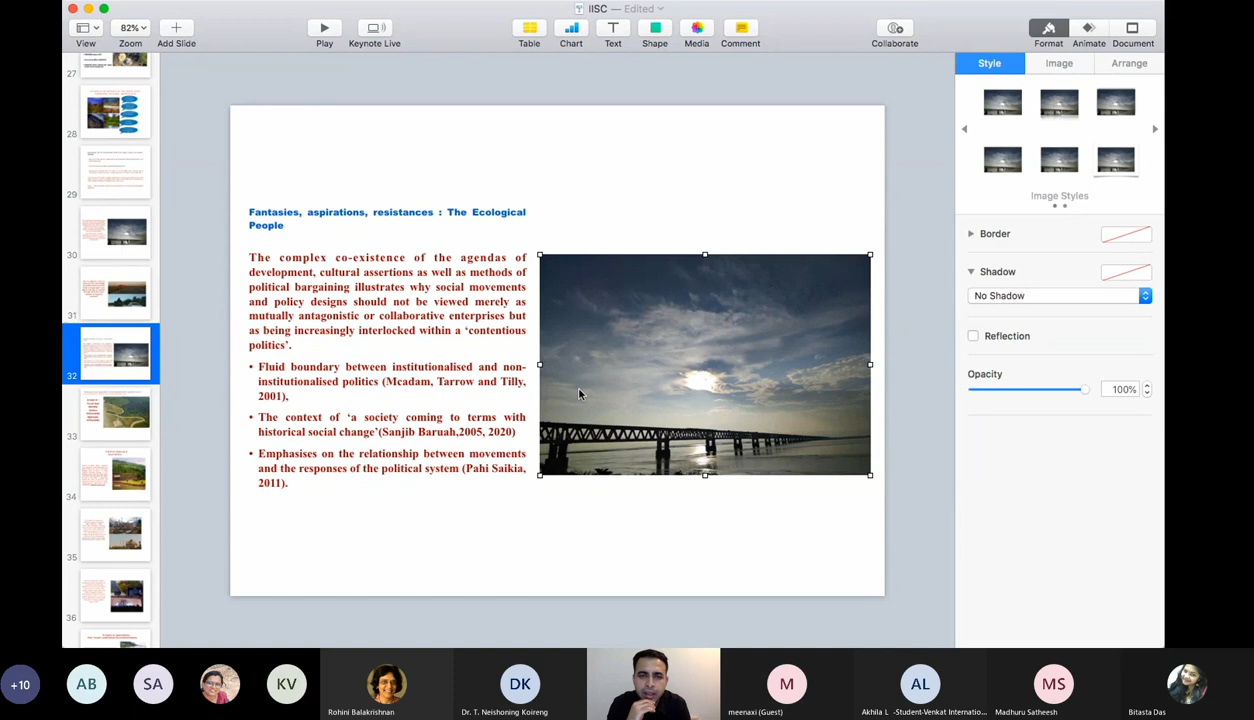 IISC — Edited
82%
View Zoom Add Slide Play Keynote Live Table Chart Text Shape Media Comment Collaborate Format Animate Document
Style Image Arrange
27
28
29
30
31
32
33
34
35
36
Fantasies, aspirations, resistances : The Ecological
People
The complex co-existence of the agendas of
development, cultural assertions as well as methods of
political bargaining illustrates why social movements
and policy designs should not be viewed merely as
mutually antagonistic or collaborative enterprises but
as being increasingly interlocked within a ‘contentious
politics’.
• Fluid boundary between institutionalised and non-
institutionalised politics (Mcadam, Tarrow and Tilly,
2001),
• The context of ‘a society coming to terms with
historical social change’(Sanjib Baruah,2005, 2020)
• Emphasises on the relationship between movements
and the responses of the political system (Pahi Saikia,
2011).
Image Styles
Border
Shadow
No Shadow
Reflection
Opacity
100%
+10 AB SA KV DK M AL MS
Rohini Balakrishnan Dr. T. Neishoning Koireng meenaxi (Guest) Akhila L -Student-Venkat Internatio... Madhuru Satheesh Bitasta Das